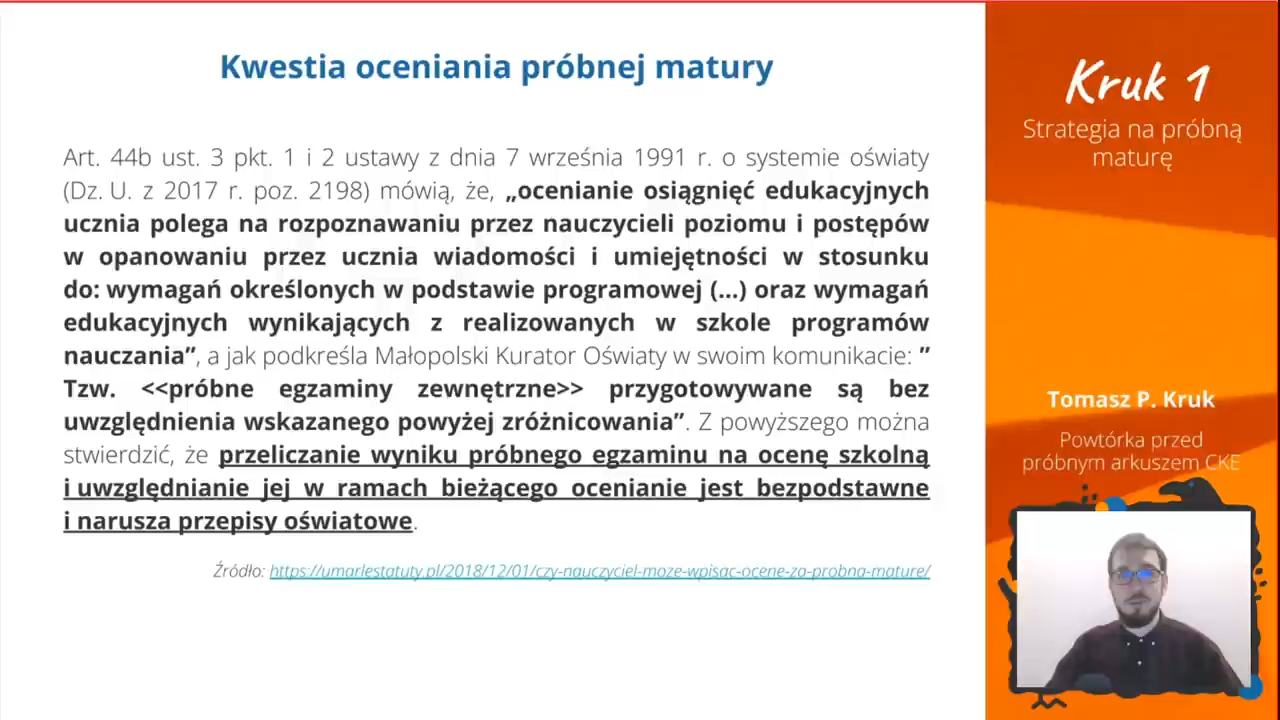 Kwestia oceniania próbnej matury
Art. 44b ust. 3 pkt. 1 i 2 ustawy z dnia 7 września 1991 r. o systemie oświaty
(Dz. U. z 2017 r. poz. 2198) mówią, że, „ocenianie osiągnięć edukacyjnych
ucznia polega na rozpoznawaniu przez nauczycieli poziomu i postępów
w opanowaniu przez ucznia wiadomości i umiejętności w stosunku
do: wymagań określonych w podstawie programowej (...) oraz wymagań
edukacyjnych wynikających z realizowanych w szkole programów
nauczania”, a jak podkreśla Małopolski Kurator Oświaty w swoim komunikacie: ”
Tzw. <<próbne egzaminy zewnętrzne>> przygotowywane są bez
uwzględnienia wskazanego powyżej zróżnicowania”. Z powyższego można
stwierdzić, że przeliczanie wyniku próbnego egzaminu na ocenę szkolną
i uwzględnianie jej w ramach bieżącego ocenianie jest bezpodstawne
i narusza przepisy oświatowe.
Źródło: https://umarlestatuty.pl/2018/12/01/czy-nauczyciel-moze-wpisac-ocene-za-probna-mature/
Kruk 1
Strategia na próbną
maturę
Tomasz P. Kruk
Powtórka przed
próbnym arkuszem CKE